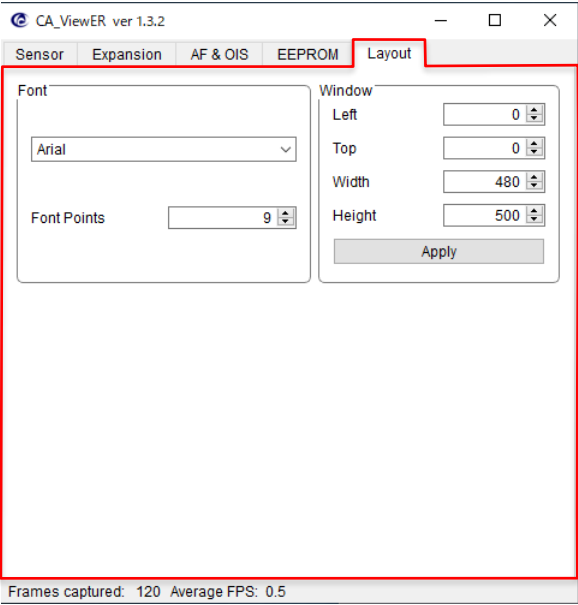 CA_ViewER ver 1.3.2
Sensor Expansion AF & OIS EEPROM Layout
Font
Arial
Font Points 9
Window
Left 0
Top 0
Width 480
Height 500
Apply
Frames captured: 120 Average FPS: 0.5